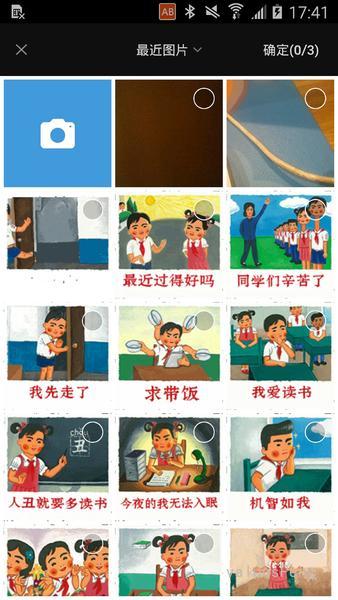 AB 17:41
最近图片 确定(0/3)
最近过得好吗
同学们辛苦了
我先走了
求带饭
我爱读书
chǒu
丑
人丑就要多读书
今夜的我无法入眠
机智如我